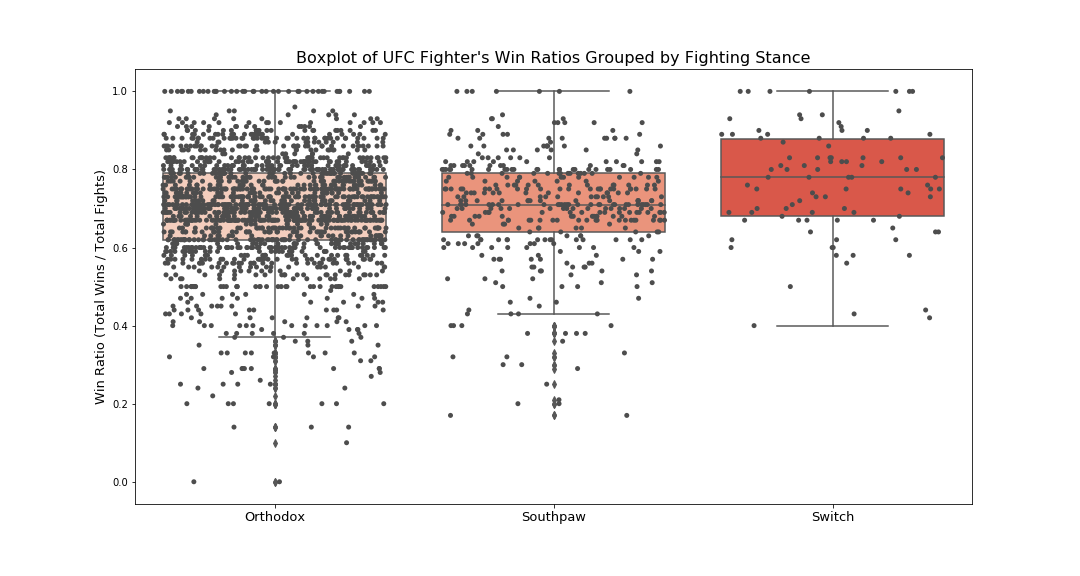 Boxplot of UFC Fighter's Win Ratios Grouped by Fighting Stance
Win Ratio (Total Wins / Total Fights)
1.0
0.8
0.6
0.4
0.2
0.0
Orthodox
Southpaw
Switch